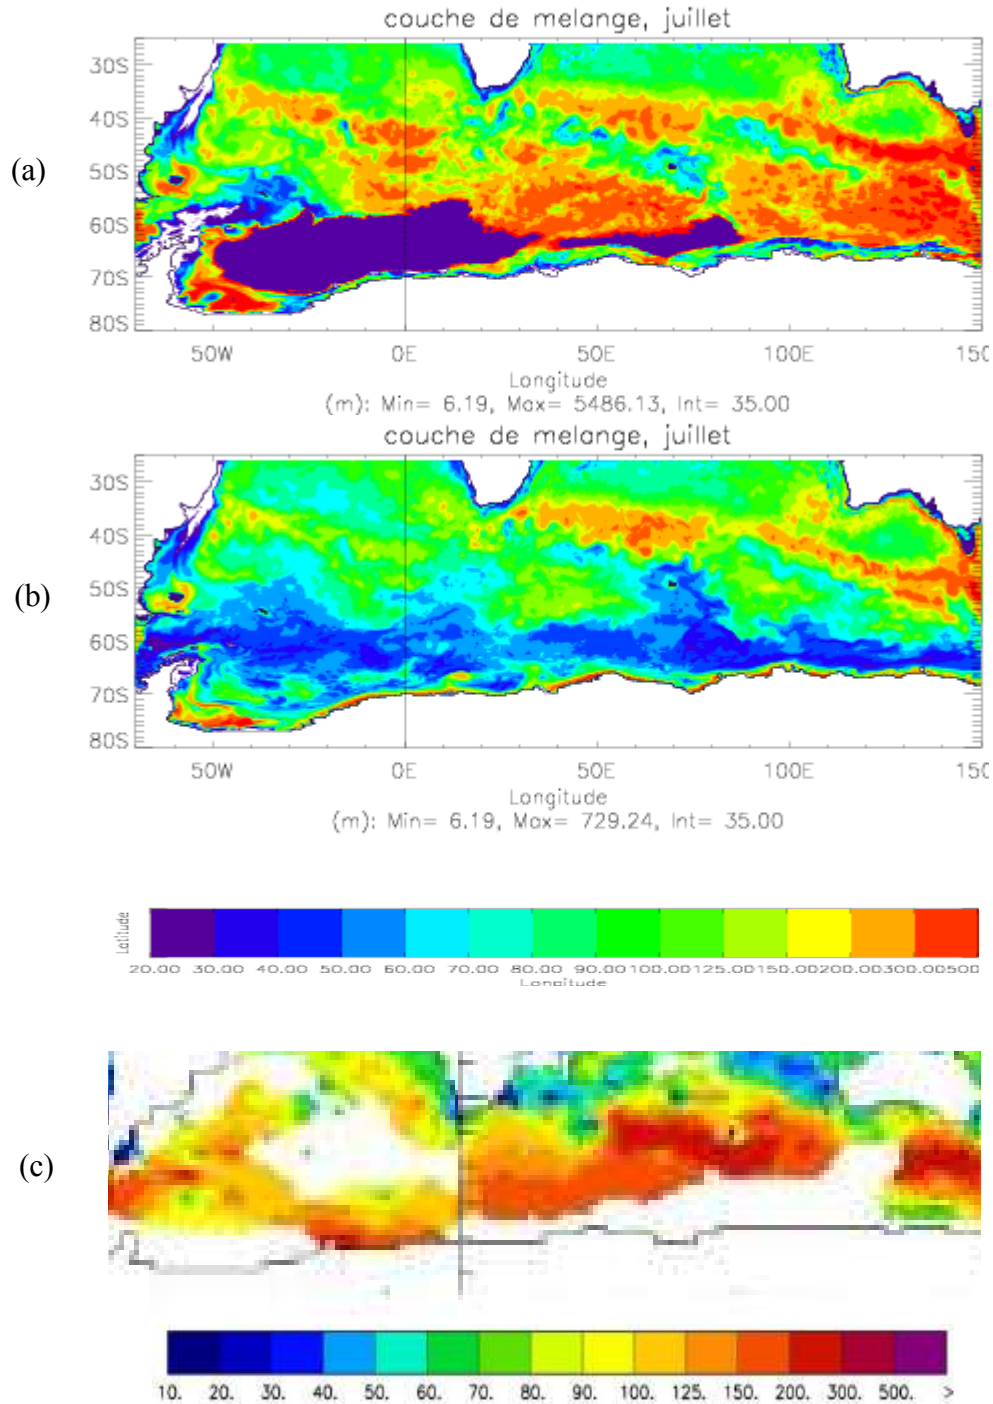 couche de melange, juillet
(a)
30S
40S
50S
60S
70S
80S
50W 0E 50E 100E 150
Longitude
(m): Min= 6.19, Max= 5486.13, Int= 35.00
couche de melange, juillet
(b)
30S
40S
50S
60S
70S
80S
50W 0E 50E 100E 150
Longitude
(m): Min= 6.19, Max= 729.24, Int= 35.00
Latitude
20.00 30.00 40.00 50.00 60.00 70.00 80.00 90.00 100.00 125.00 150.00 200.00 300.00 500
Longitude
(c)
10. 20. 30. 40. 50. 60. 70. 80. 90. 100. 125. 150. 200. 300. 500. >